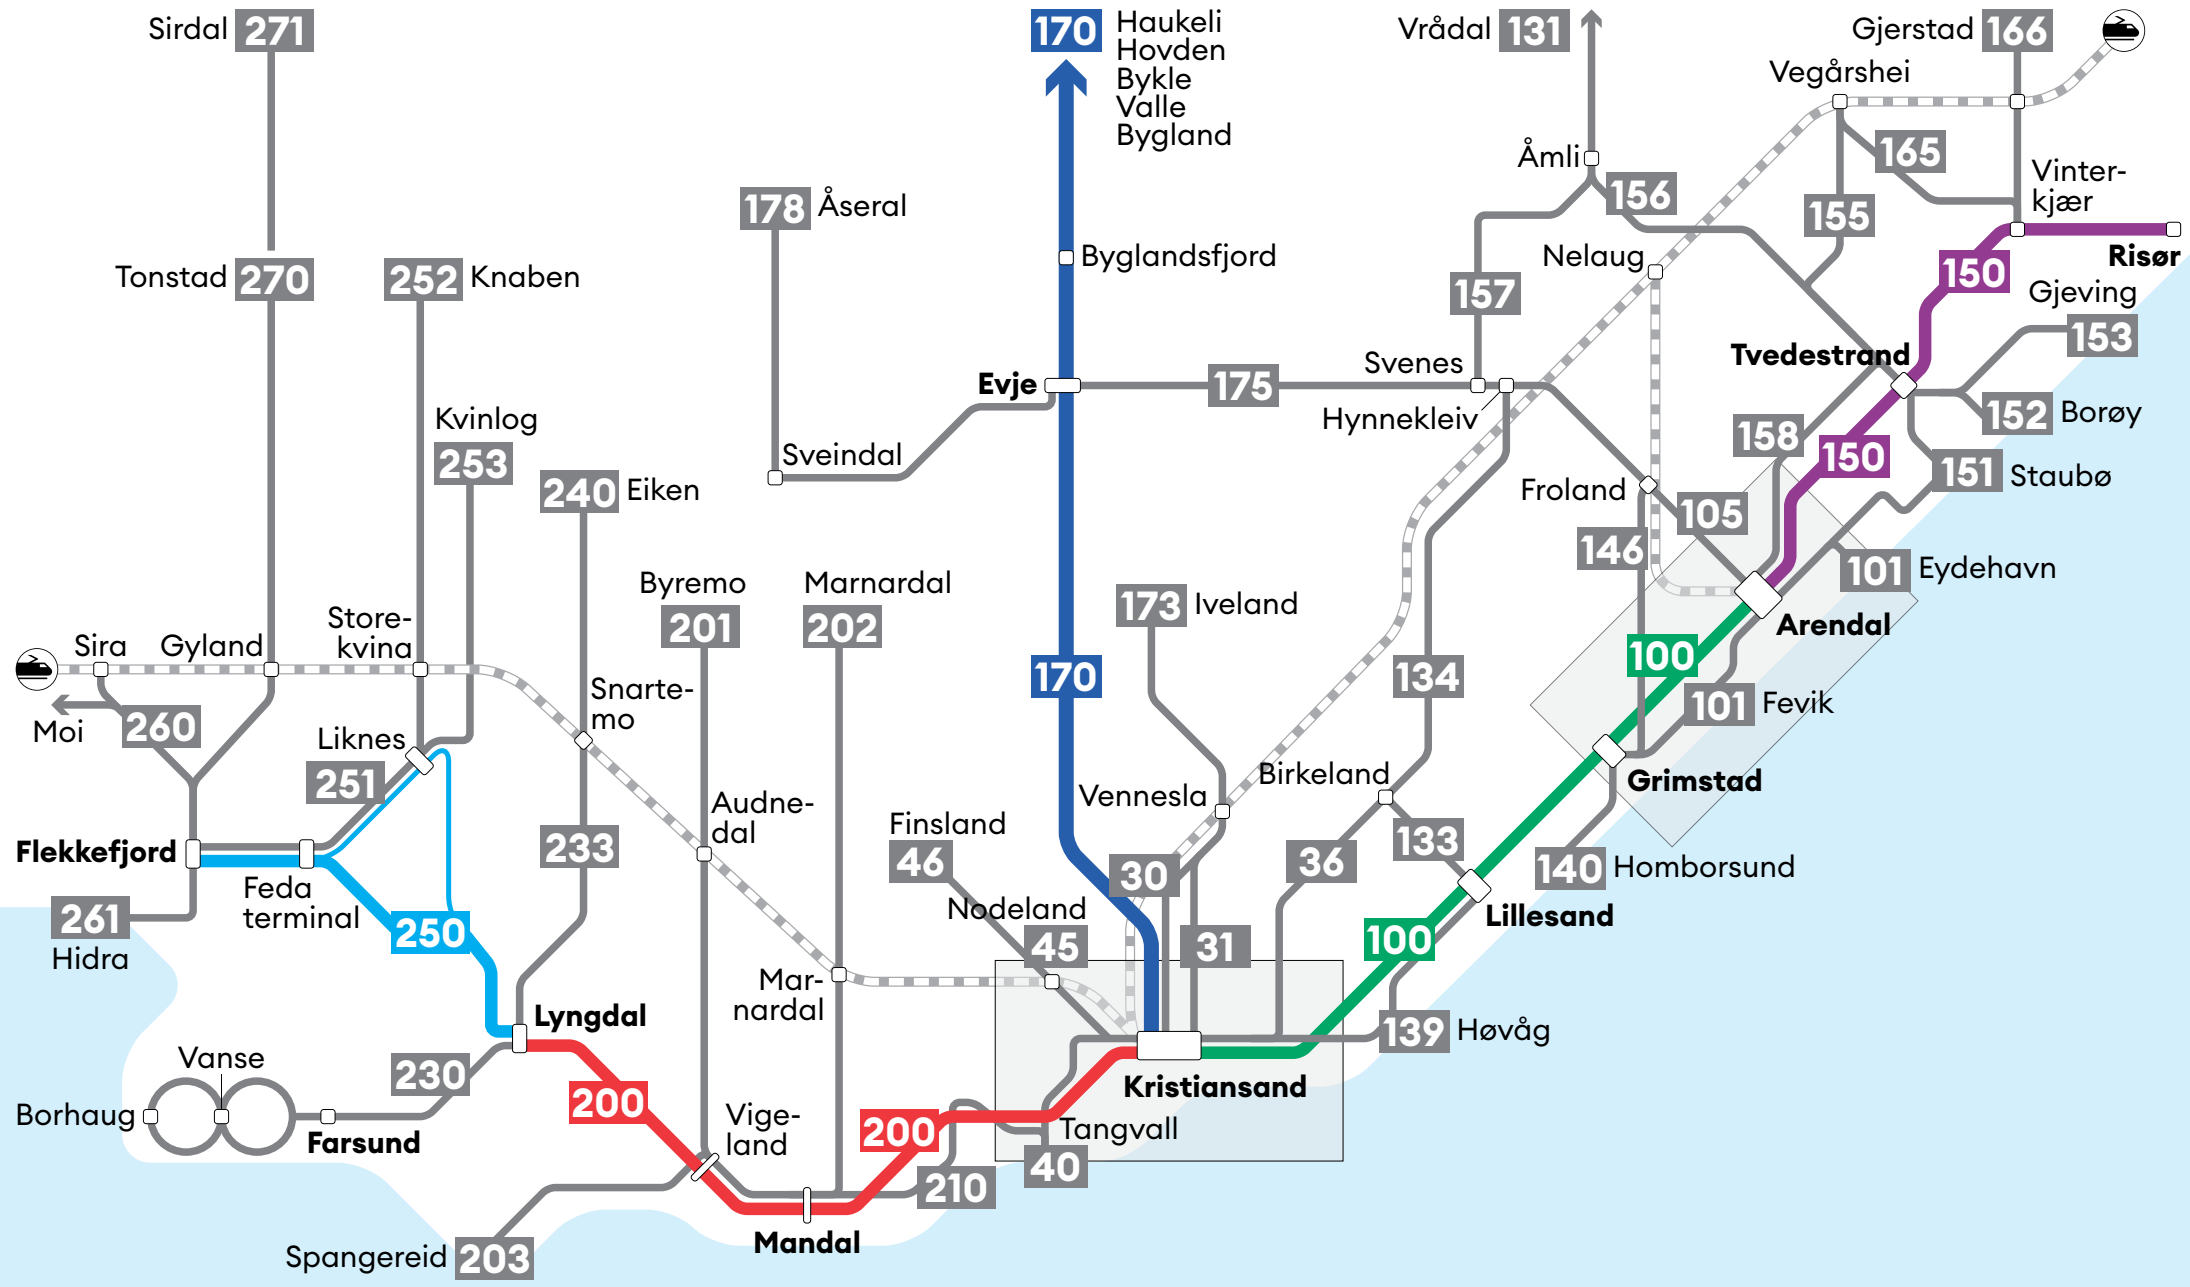 Sirdal 271
170 Haukeli
Hovden
Bykle
Valle
Bygland
Vrådal 131
Gjerstad 166
Vegårshei
Åmli
165
156
Vinter-
kjær
178 Åseral
155
Nelaug
Byglandsfjord
Risør
Tonstad 270
252 Knaben
157
150
Gjeving
153
Svenes
Tvedestrand
Evje
175
Hynnekleiv
152 Borøy
Kvinlog
253
158
150
Sveindal
151 Staubø
240 Eiken
Froland
105
146
101 Eydehavn
Byremo
201
Marnardal
202
173 Iveland
Arendal
Store-
kvina
Sira
Gyland
100
170
134
Snarte-
mo
101 Fevik
Moi
260
Liknes
251
Birkeland
Grimstad
Vennesla
Audne-
dal
Finsland
46
133
233
Flekkefjord
30
36
140 Homborsund
Feda
terminal
261
Hidra
250
Nodeland
45
31
100
Lillesand
Mar-
nardal
Lyngdal
139 Høvåg
Vanse
230
Kristiansand
Borhaug
200
Farsund
Vige-
land
200
Tangvall
40
210
Mandal
Spangereid 203